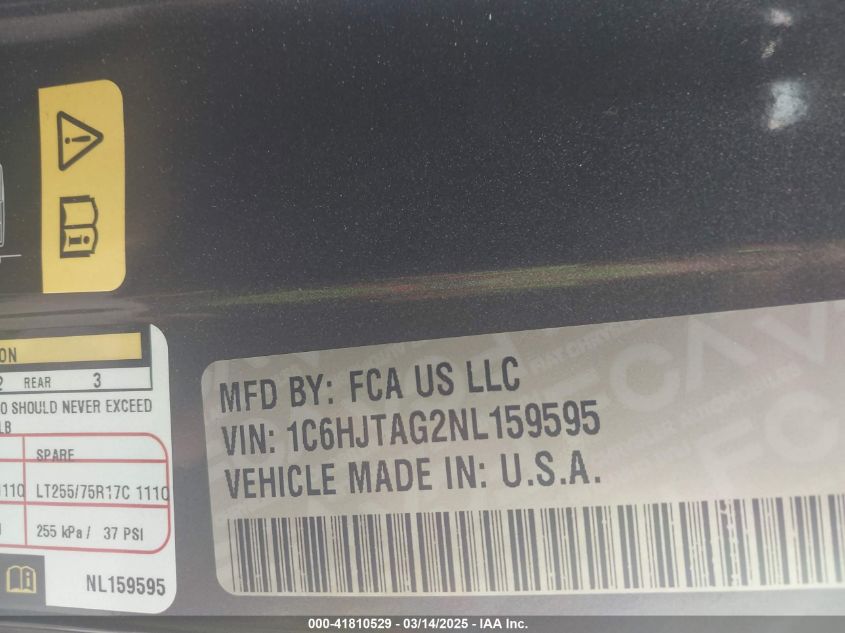 ON
2 REAR 3
O SHOULD NEVER EXCEED
LB
SPARE
1110 LT255/75R17C 111Q
255 kPa / 37 PSI
NL159595
MFD BY: FCA US LLC
VIN: 1C6HJTAG2NL159595
VEHICLE MADE IN: U.S.A.
000-41810529 - 03/14/2025 - IAA Inc.